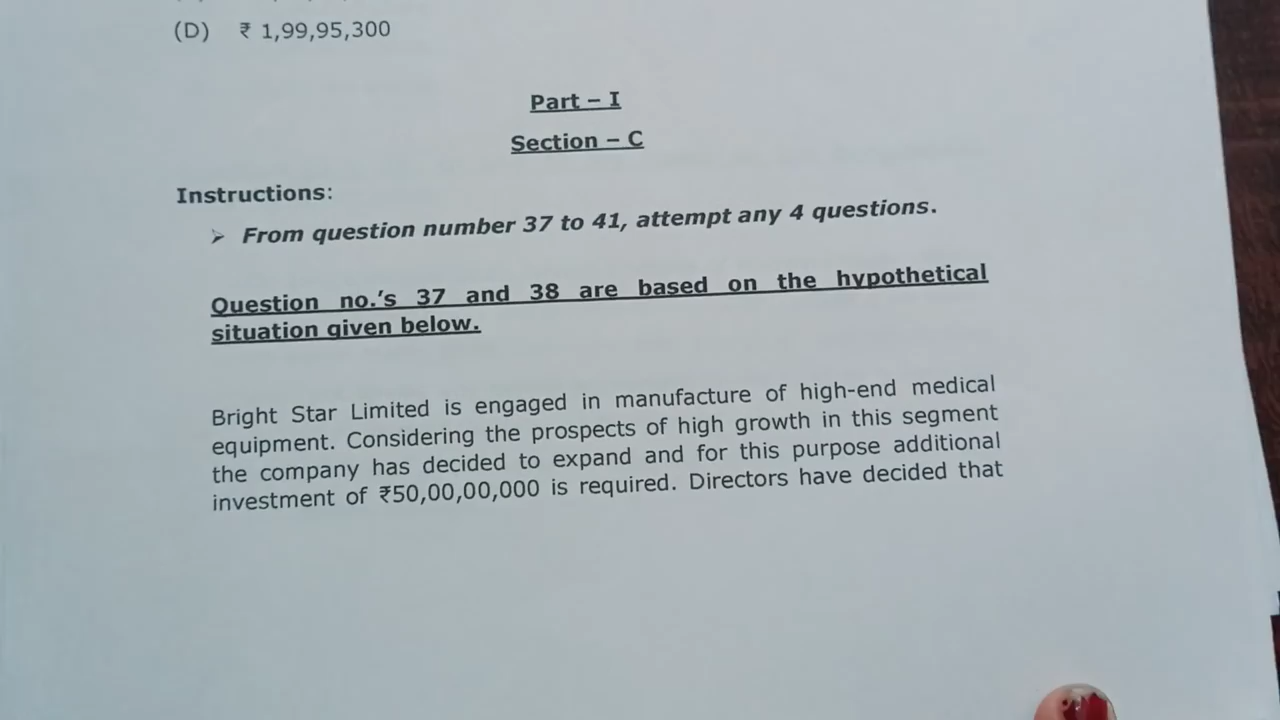 (D) ₹ 1,99,95,300
Part – I
Section – C
Instructions:
➢ From question number 37 to 41, attempt any 4 questions.
Question no.'s 37 and 38 are based on the hypothetical
situation given below.
Bright Star Limited is engaged in manufacture of high-end medical
equipment. Considering the prospects of high growth in this segment
the company has decided to expand and for this purpose additional
investment of ₹50,00,00,000 is required. Directors have decided that